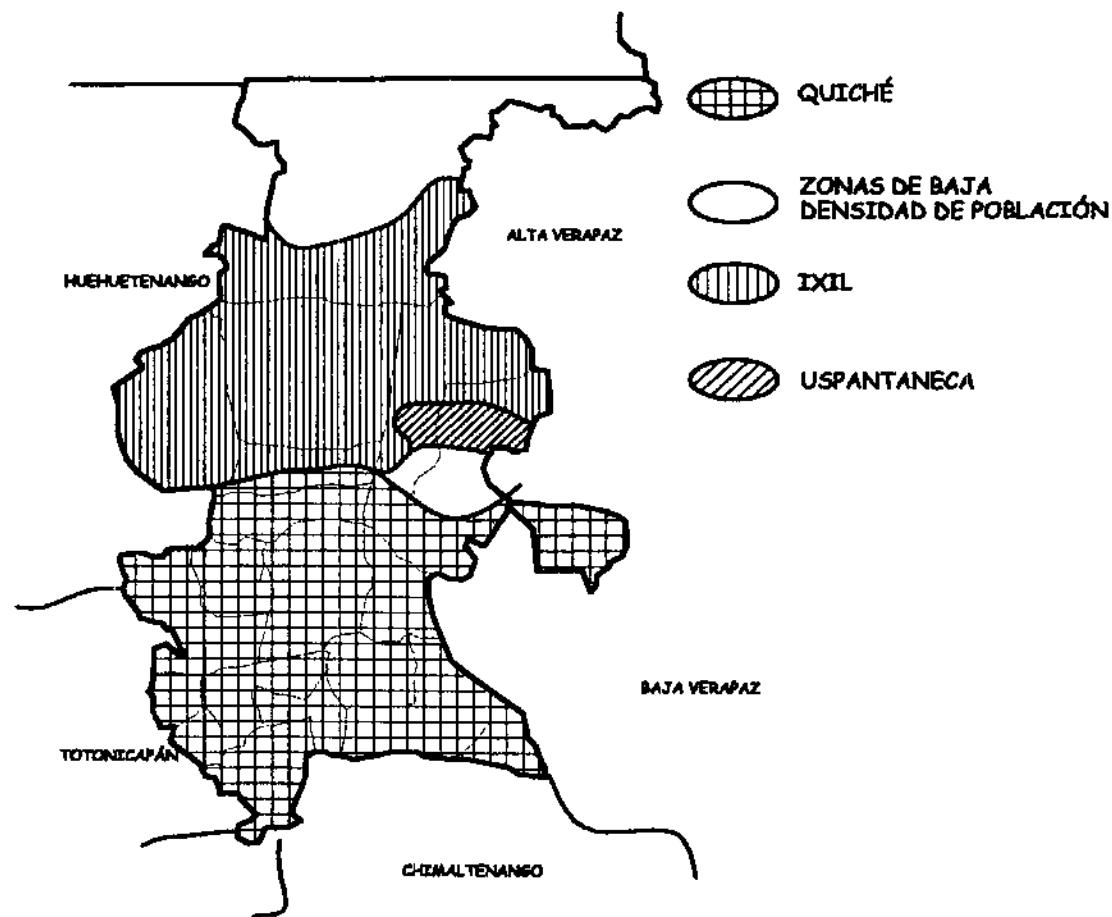 QUICHÉ
ZONAS DE BAJA
DENSIDAD DE POBLACIÓN
ALTA VERAPAZ
HUEHUETENANGO
IXIL
USPANTANECA
BAJA VERAPAZ
TOTONICAPÁN
CHIMALTENANGO